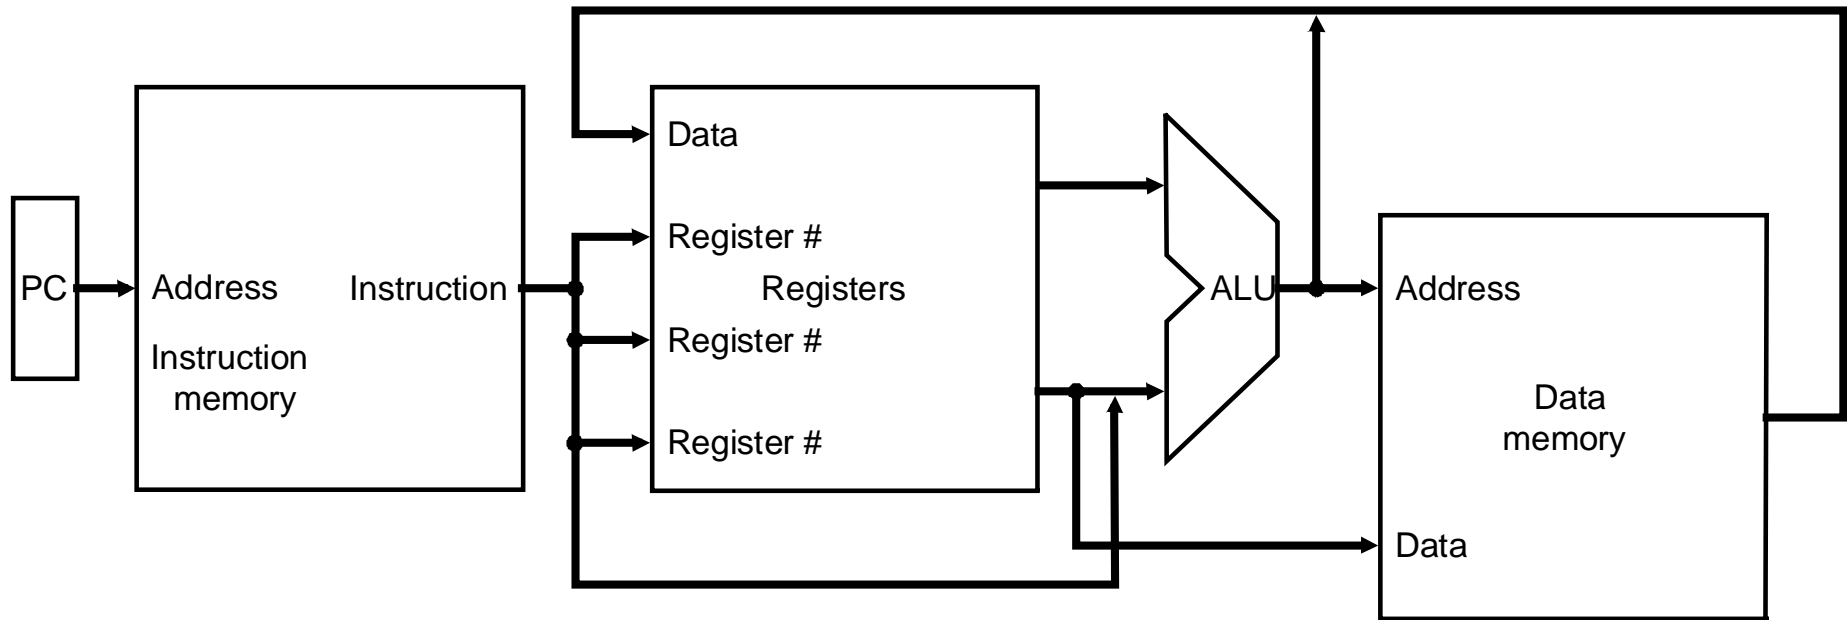 PC
Address
Instruction
Instruction
memory
Data
Register #
Registers
Register #
Register #
ALU
Address
Data
memory
Data